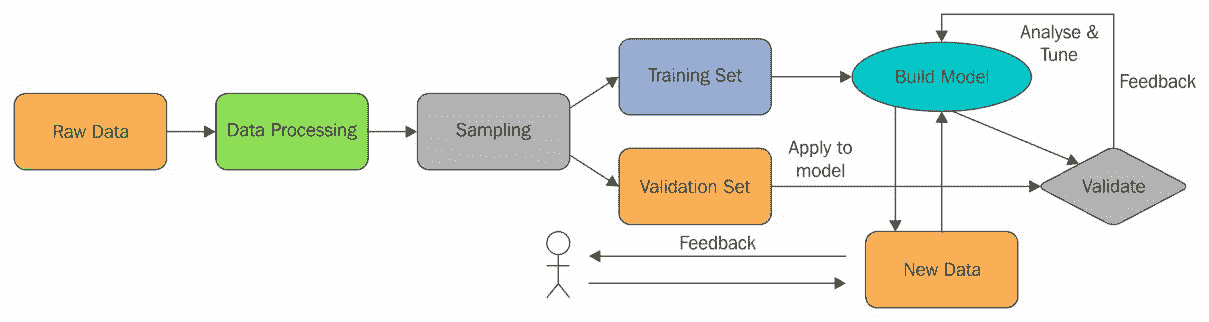 Raw Data
Data Processing
Sampling
Training Set
Validation Set
Apply to
model
Build Model
Analyse &
Tune
Feedback
Validate
Feedback
New Data